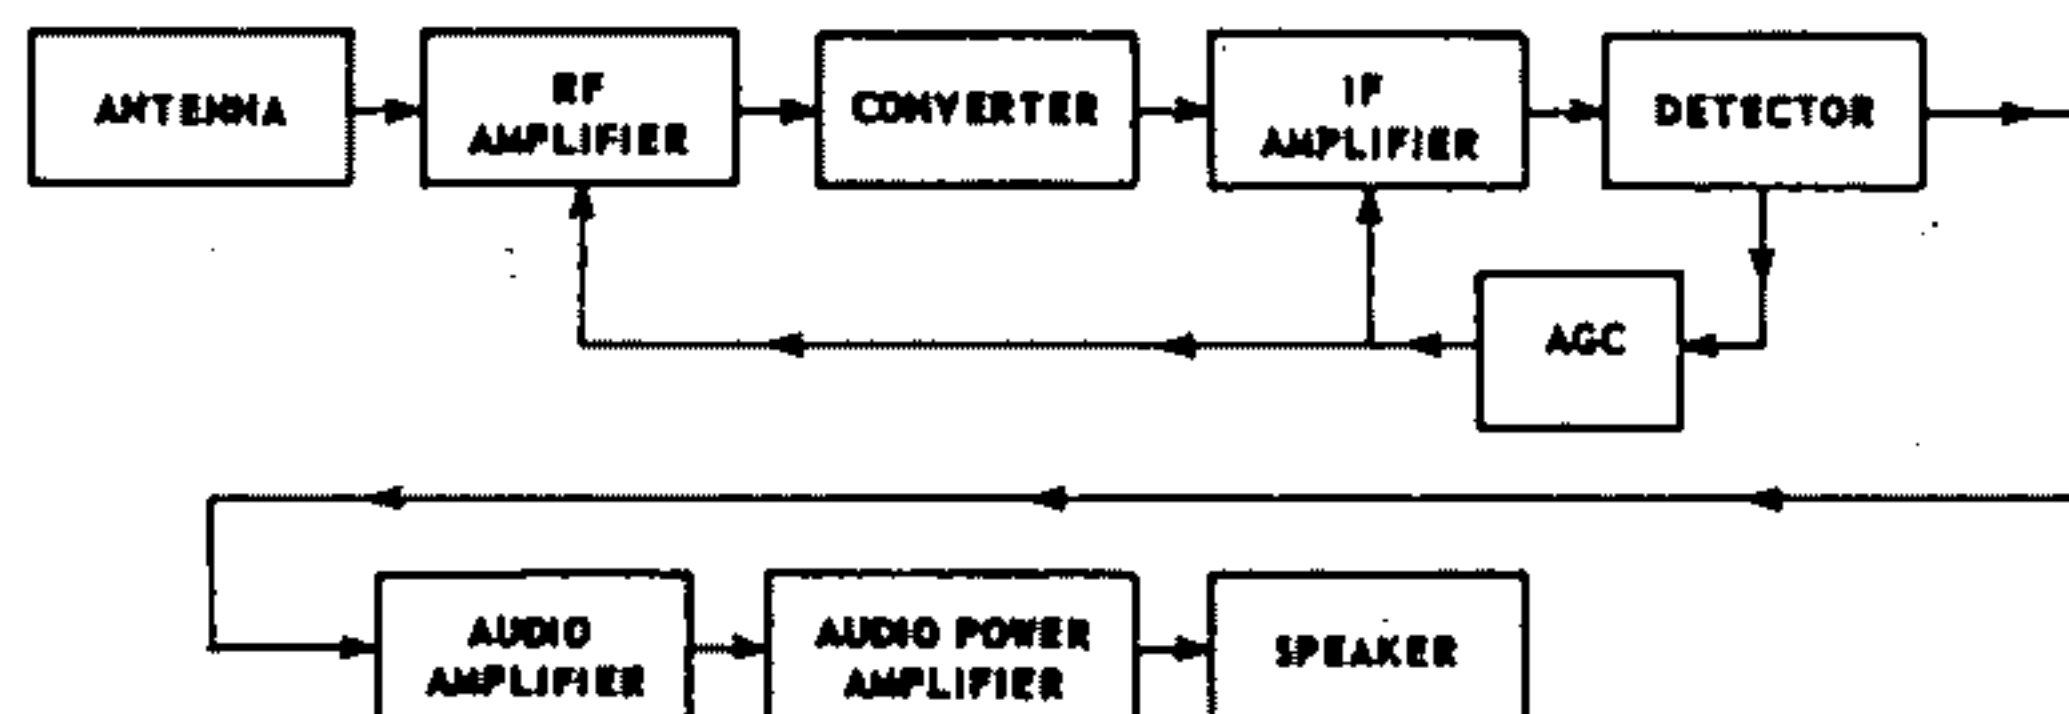 ANTENNA
RF
AMPLIFIER
CONVERTER
IF
AMPLIFIER
DETECTOR
AGC
AUDIO
AMPLIFIER
AUDIO POWER
AMPLIFIER
SPEAKER